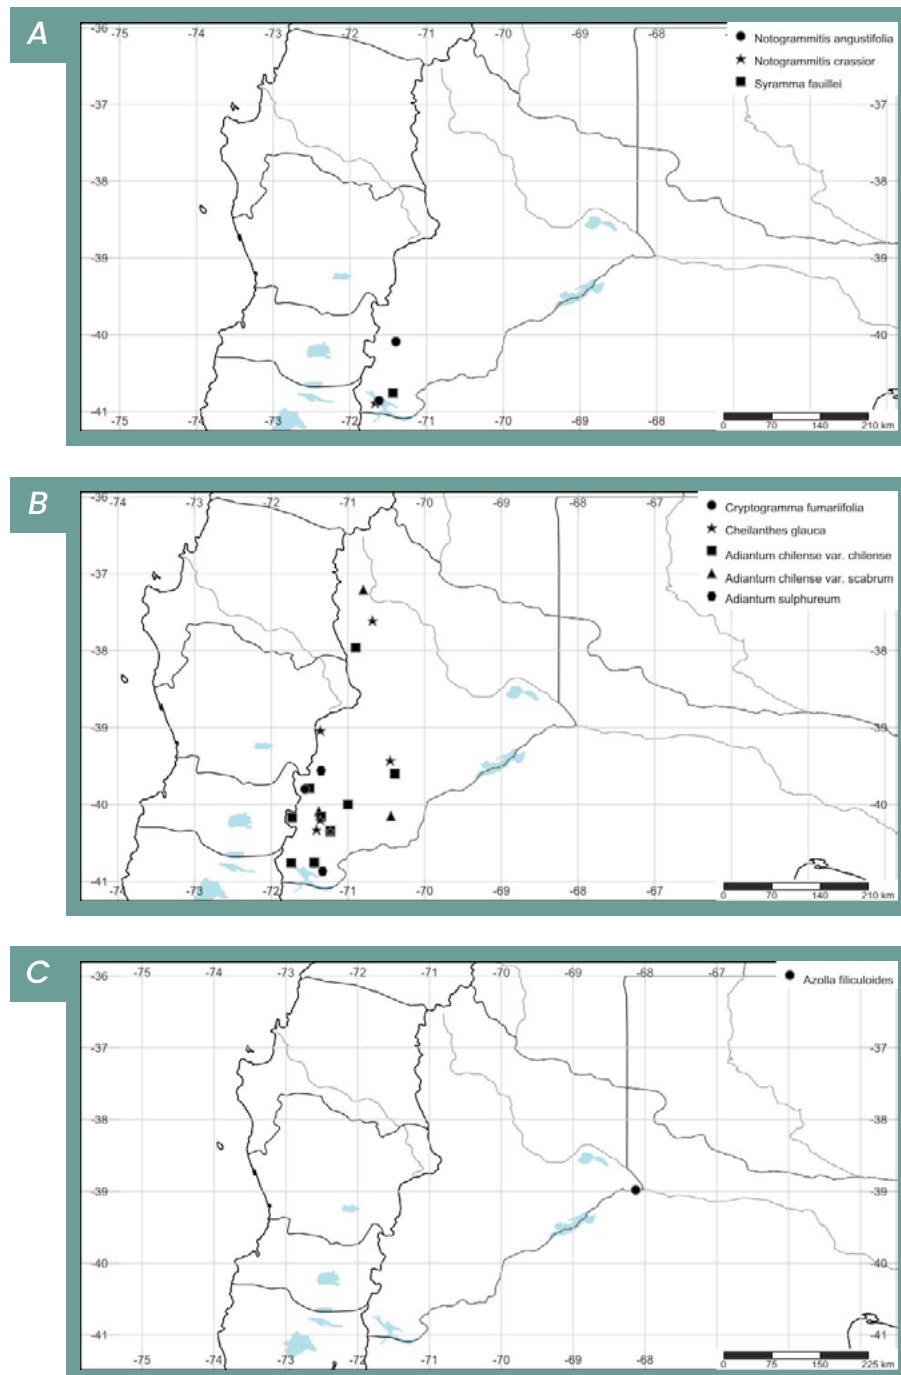 A
-36 -75 -74 -73 -72 -71 -70 -69 -68
Notogrammitis angustifolia
Notogrammitis crassior
Syramma fauillei
-37 -37
-38 -38
-39 -39
-40 -40
-41 -41
-75 -74 -73 -72 -71 -70 -69 -68
0 70 140 210 km
B
-36 -74 -73 -72 -71 -70 -69 -68 -67
Cryptogramma fumariifolia
Cheilanthes glauca
Adiantum chilense var. chilense
Adiantum chilense var. scabrum
Adiantum sulphureum
-37
-38 -38
-39 -39
-40 -40
-41 -41
-74 -73 -72 -71 -70 -69 -68 -67
0 70 140 210 km
C
-36 -75 -74 -73 -72 -71 -70 -69 -68 -67
Azolla filiculoides
-37 -37
-38 -38
-39 -39
-40 -40
-41 -41
-75 -74 -73 -72 -71 -70 -69 -68
0 75 150 225 km